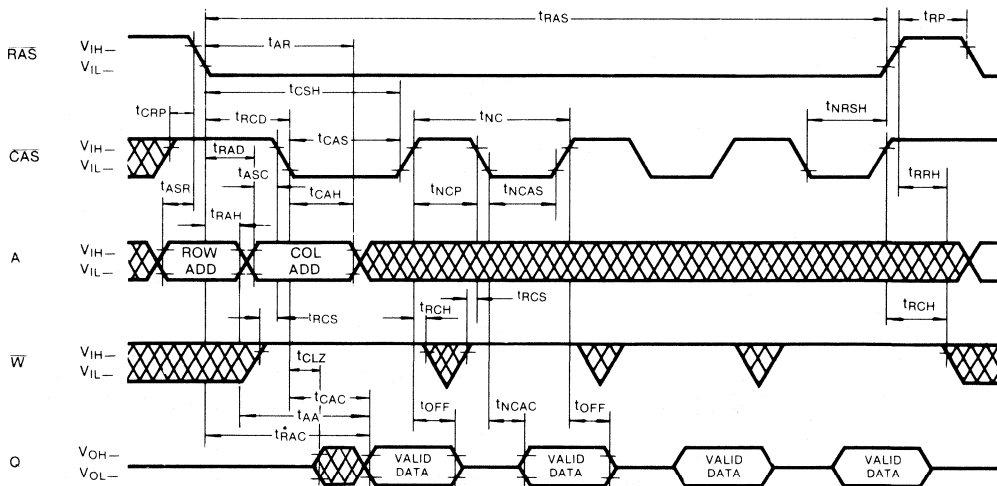 tRAS
tRP
tAR
RAS
VIH
VIL
tCSH
tCRP
tRCD
tNC
tNRSH
tCAS
CAS
VIH
VIL
tRAD
tASC
tASR
tNCP
tNCAS
tRRH
tCAH
tRAH
A
VIH
VIL
ROW ADD
COL ADD
tRCS
tRCH
tRCS
tRCH
W
VIH
VIL
tCLZ
tCAC
tAA
tOFF
tNCAC
tOFF
tRAC
Q
VOH
VOL
VALID DATA
VALID DATA
VALID DATA
VALID DATA